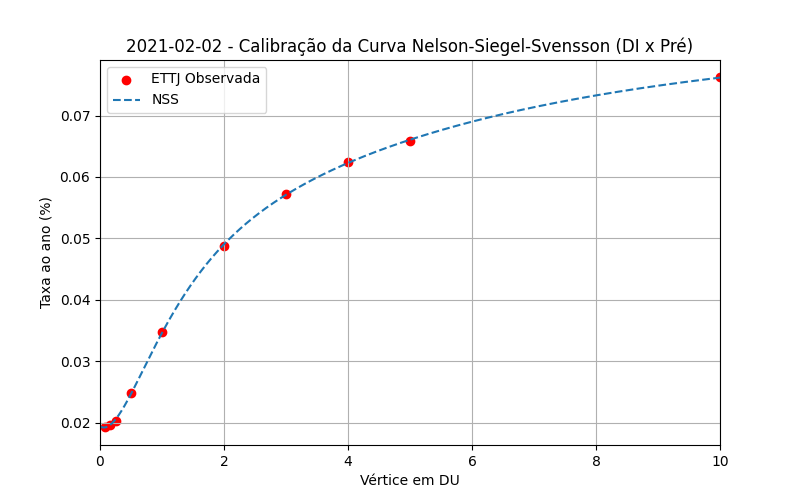 2021-02-02 - Calibração da Curva Nelson-Siegel-Svensson (DI x Pré)
ETTJ Observada
NSS
Taxa ao ano (%)
0.07
0.06
0.05
0.04
0.03
0.02
0 2 4 6 8 10
Vértice em DU